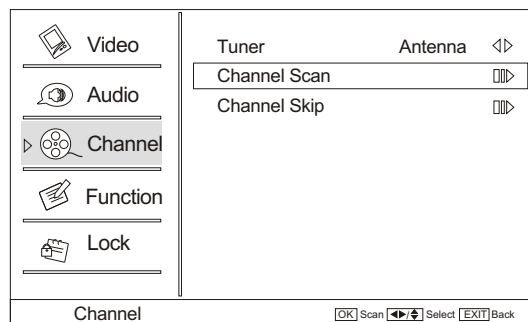 Video
Audio
Channel
Function
Lock
Tuner Antenna
Channel Scan
Channel Skip
Channel
OK Scan ◀▶/▲▼ Select EXIT Back